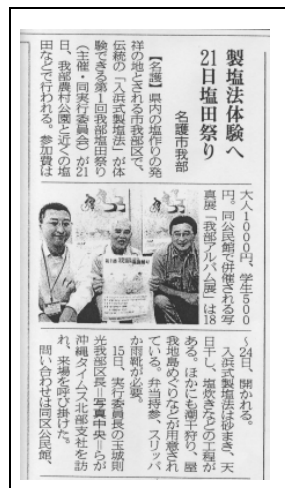 製塩法体験へ
21日塩田祭り
名護市我部
【名護】県内の塩作りの発
祥の地とされる市我部区で、
伝統の「入浜式製塩法」が体
験できる第1回我部塩田祭り
(主催・同実行委員会)が21
日、我部農村公園と近くの塩
田などで行われる。参加費は
大人1000円、学生500
円。同公民館で併催される写
真展「我部アルバム展」は18
~24日、開かれる。
入浜式製塩法は砂まき、天
日干し、塩炊きなどの工程が
ある。ほかにも潮干狩り、屋
我地島めぐりなどが用意され
ている。弁当持参、スリッパ
か雨靴が必要。
15日、実行委員長の玉城則
光我部区長=写真中央=らが
沖縄タイムス北部支社を訪
れ、来場を呼び掛けた。
問い合わせは同区公民館、